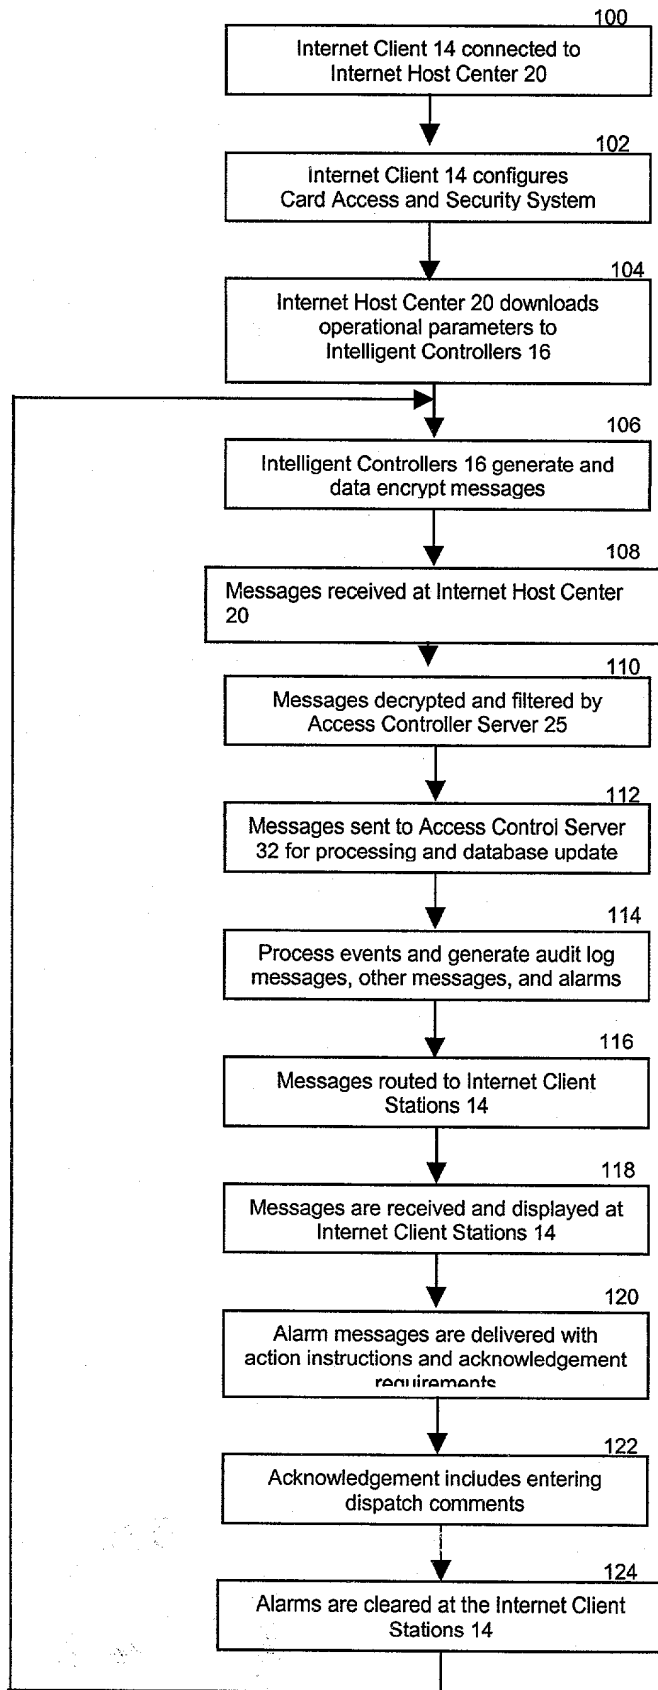 100
Internet Client 14 connected to
Internet Host Center 20
102
Internet Client 14 configures
Card Access and Security System
104
Internet Host Center 20 downloads
operational parameters to
Intelligent Controllers 16
106
Intelligent Controllers 16 generate and
data encrypt messages
108
Messages received at Internet Host Center
20
110
Messages decrypted and filtered by
Access Controller Server 25
112
Messages sent to Access Control Server
32 for processing and database update
114
Process events and generate audit log
messages, other messages, and alarms
116
Messages routed to Internet Client
Stations 14
118
Messages are received and displayed at
Internet Client Stations 14
120
Alarm messages are delivered with
action instructions and acknowledgement
requirements
122
Acknowledgement includes entering
dispatch comments
124
Alarms are cleared at the Internet Client
Stations 14